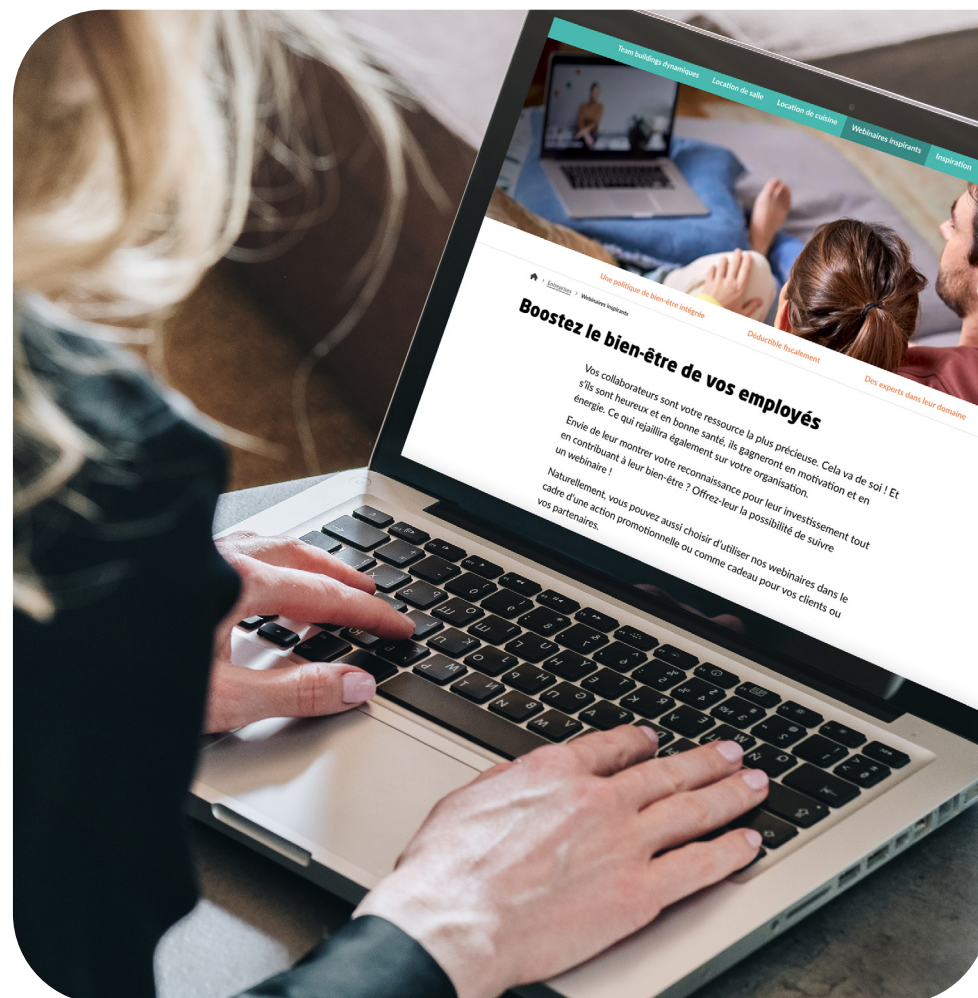 Team buildings dynamiques Location de salle Location de cuisine Webinaires inspirants Inspiration
Une politique de bien-être intégrée Déductible fiscalement Des experts dans leur domaine
Entreprises > Webinaires inspirants
Boostez le bien-être de vos employés
Vos collaborateurs sont votre ressource la plus précieuse. Cela va de soi ! Et
s'ils sont heureux et en bonne santé, ils gagneront en motivation et en
énergie. Ce qui rejaillira également sur votre organisation.
Envie de leur montrer votre reconnaissance pour leur investissement tout
en contribuant à leur bien-être ? Offrez-leur la possibilité de suivre
un webinaire !
Naturellement, vous pouvez aussi choisir d'utiliser nos webinaires dans le
cadre d'une action promotionnelle ou comme cadeau pour vos clients ou
vos partenaires.